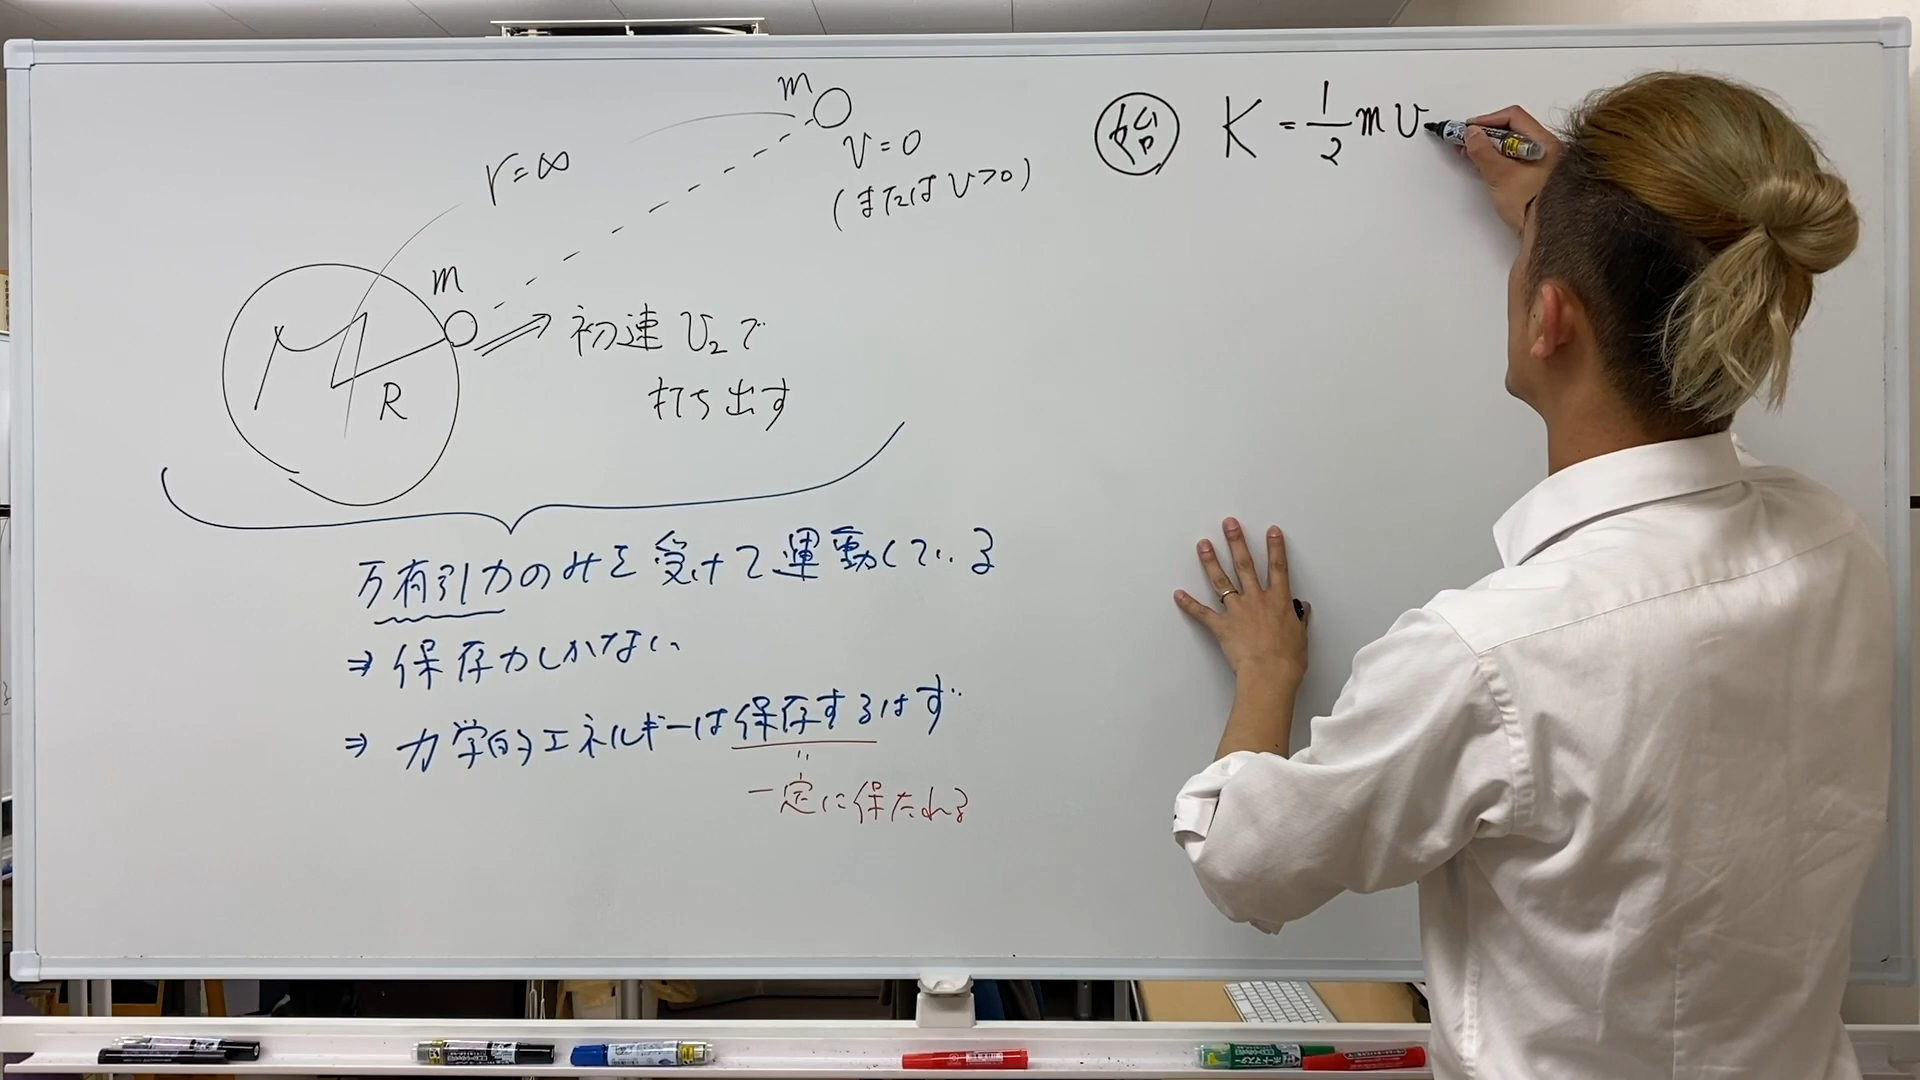 m
v=0
(またはv>0)
r=∞
m
M
R
初速 v₂で
打ち出す
万有引力のみを受けて運動している
⇒ 保存力しかない
⇒ 力学的エネルギーは保存するはず
一定に保たれる
始 K = 1/2 m v